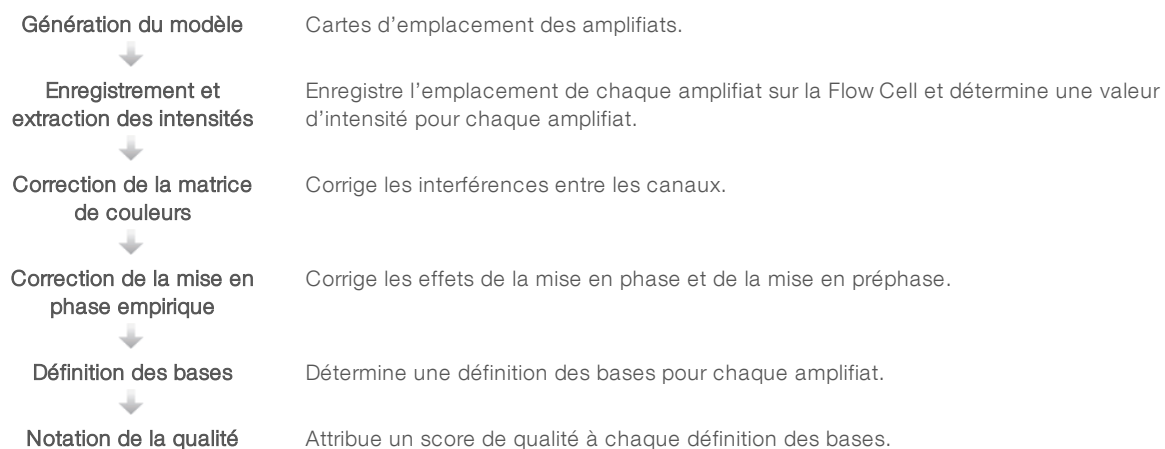 Génération du modèle
Cartes d’emplacement des amplifiats.
Enregistrement et
extraction des intensités
Enregistre l’emplacement de chaque amplifiat sur la Flow Cell et détermine une valeur
d’intensité pour chaque amplifiat.
Correction de la matrice
de couleurs
Corrige les interférences entre les canaux.
Correction de la mise en
phase empirique
Corrige les effets de la mise en phase et de la mise en préphase.
Définition des bases
Détermine une définition des bases pour chaque amplifiat.
Notation de la qualité
Attribue un score de qualité à chaque définition des bases.